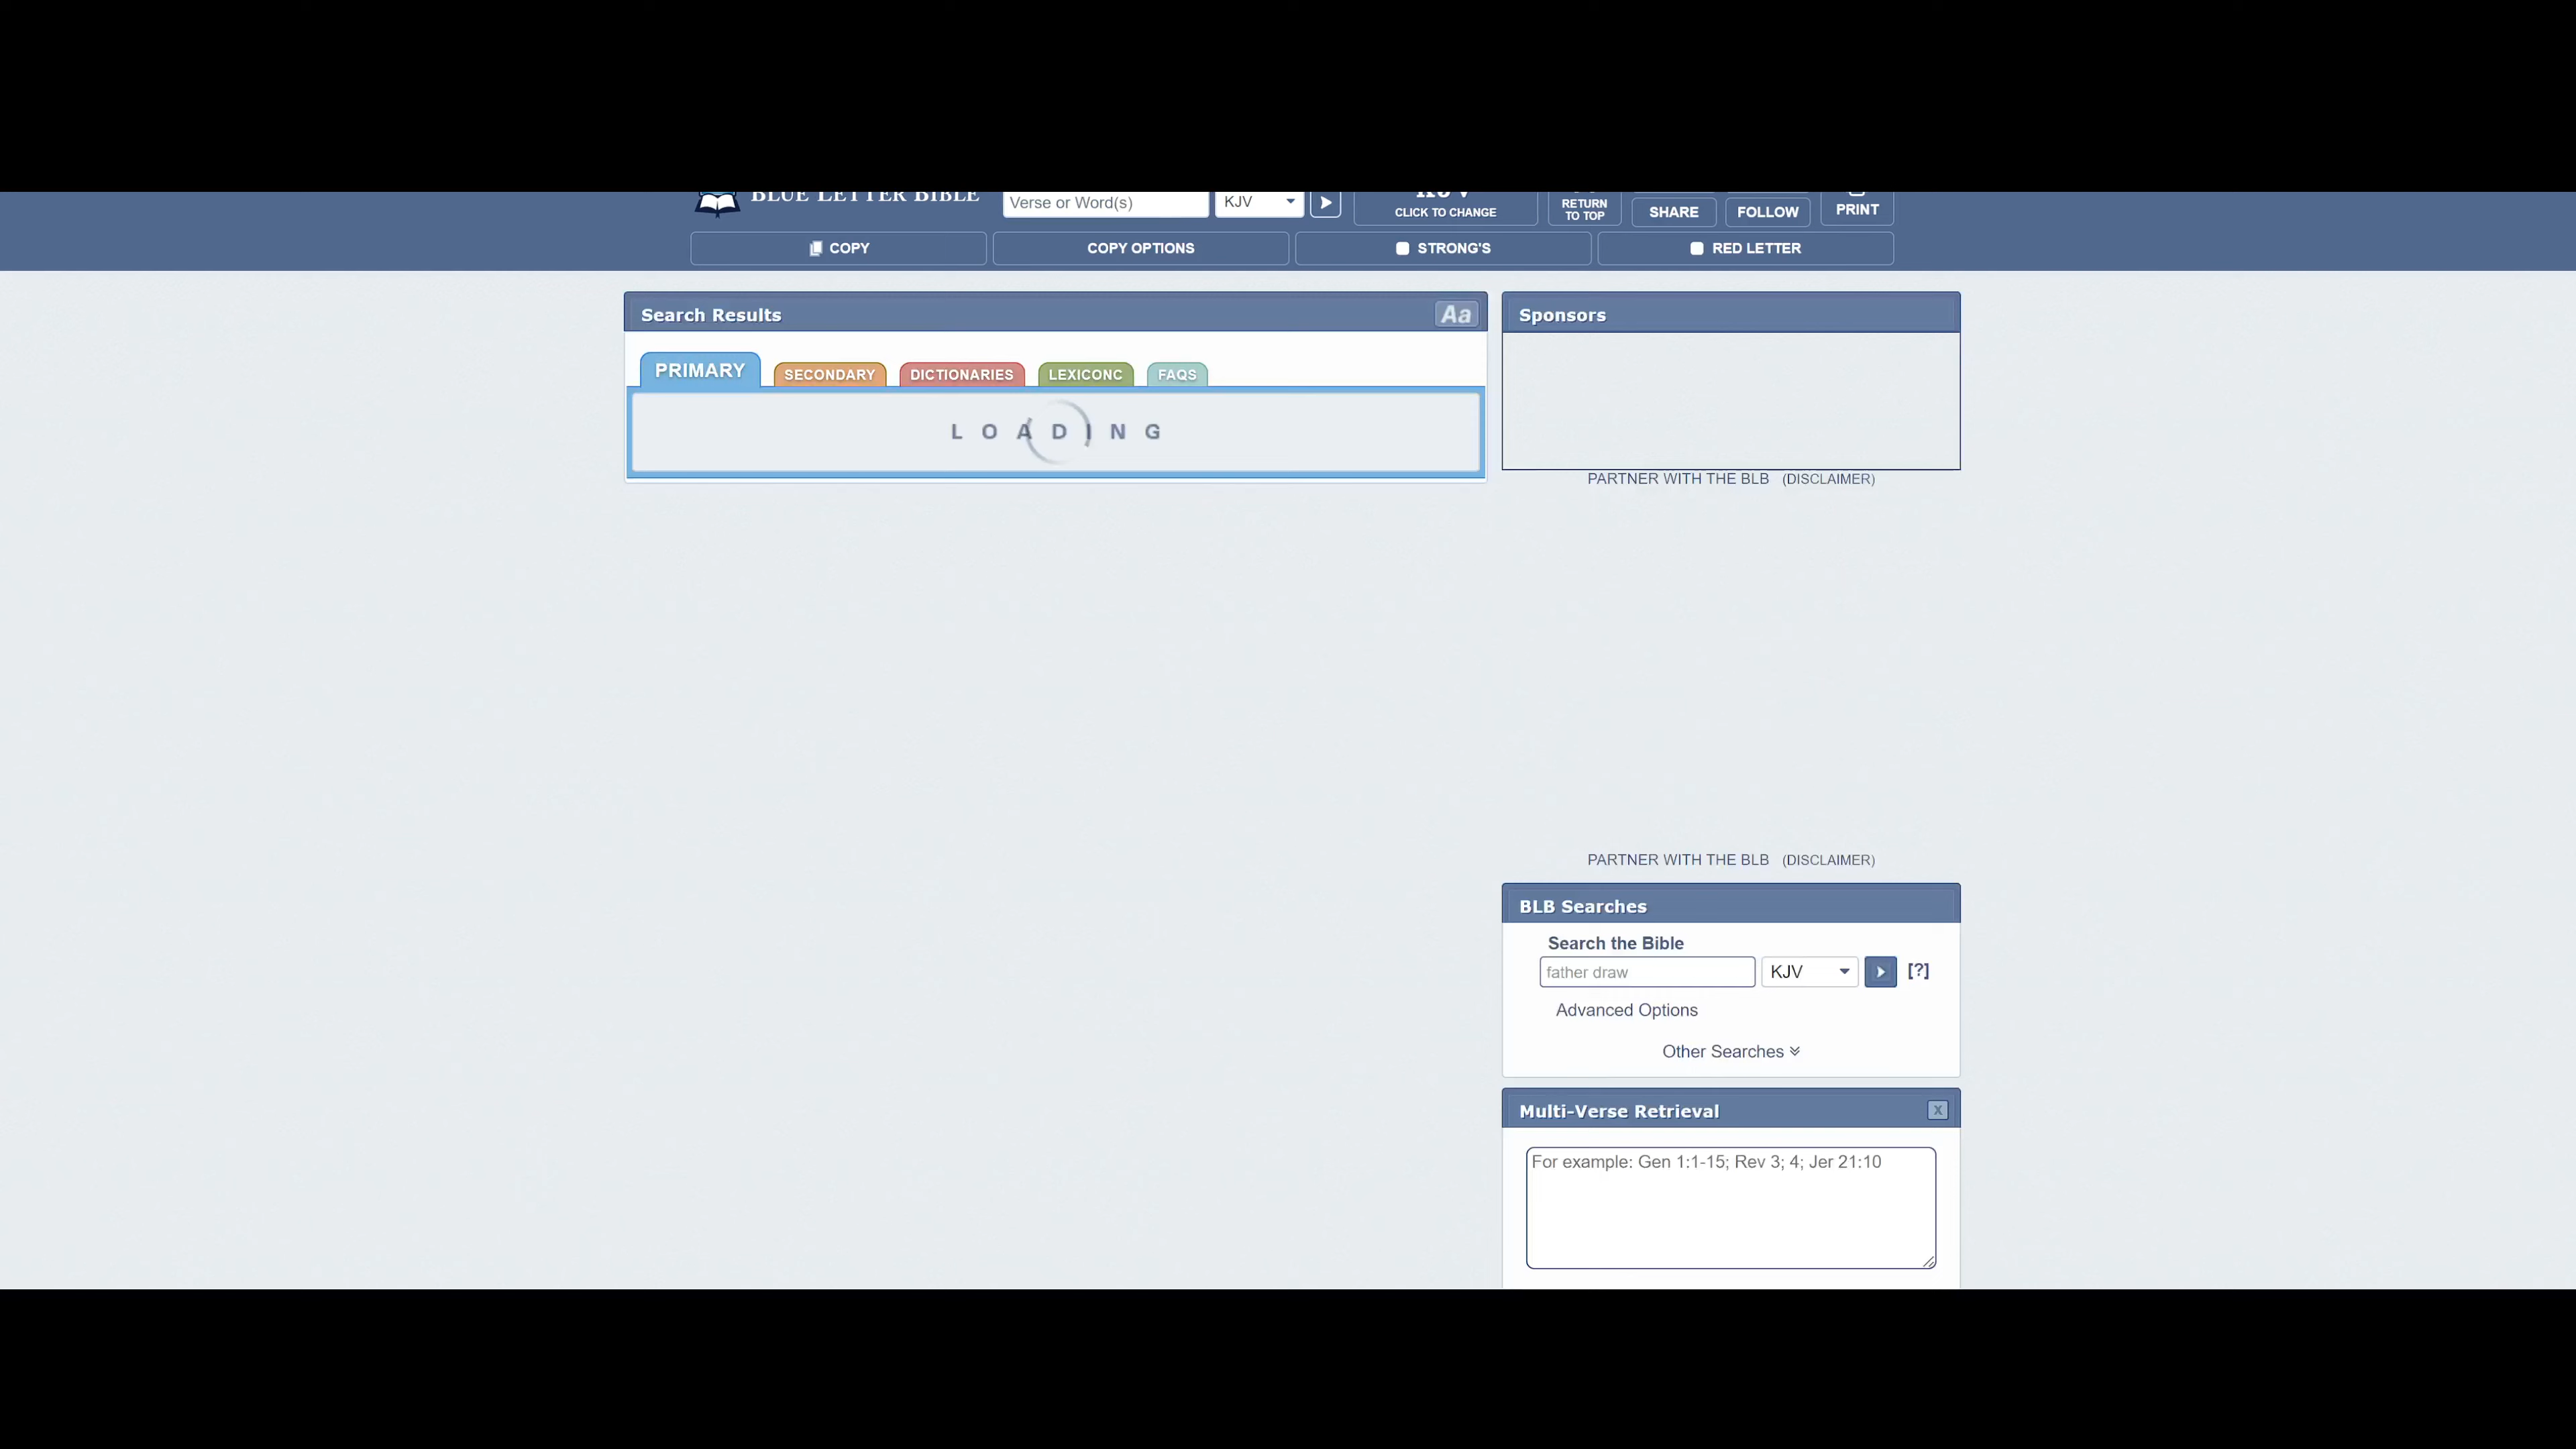 BLUE LETTER BIBLE
Verse or Word(s)
KJV
KJV
CLICK TO CHANGE
RETURN
TO TOP
SHARE
FOLLOW
PRINT
COPY
COPY OPTIONS
STRONG'S
RED LETTER
Search Results
Aa
PRIMARY
SECONDARY
DICTIONARIES
LEXICONC
FAQS
LOADING
Sponsors
PARTNER WITH THE BLB (DISCLAIMER)
PARTNER WITH THE BLB (DISCLAIMER)
BLB Searches
Search the Bible
father draw
KJV
[?]
Advanced Options
Other Searches
Multi-Verse Retrieval
X
For example: Gen 1:1-15; Rev 3; 4; Jer 21:10